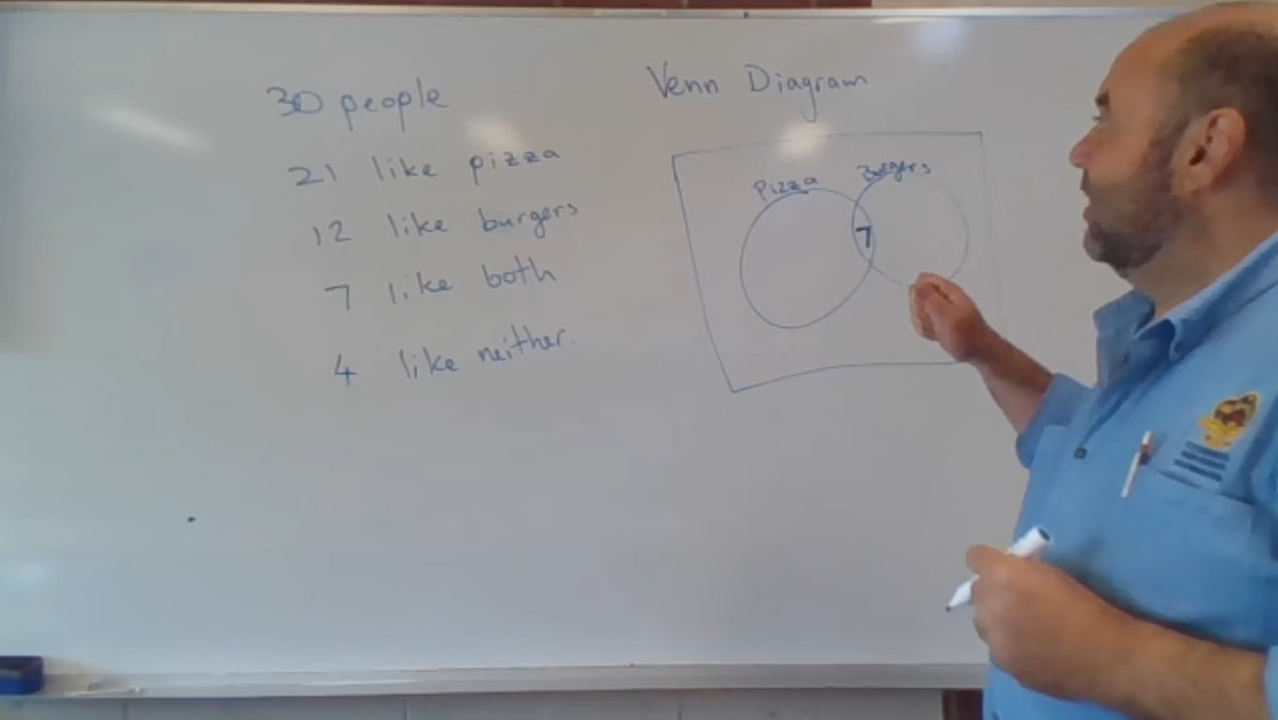 30 people
21 like pizza
12 like burgers
7 like both
4 like neither.
Venn Diagram
Pizza
Burgers
7